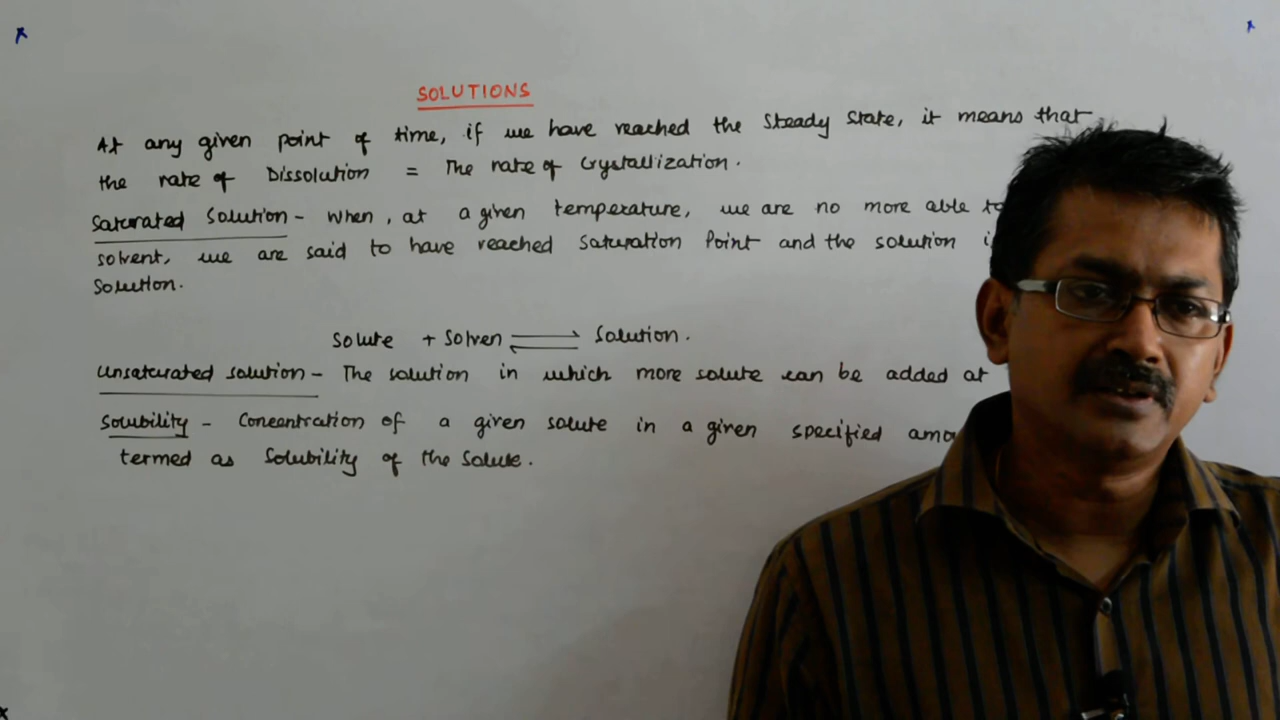 SOLUTIONS
At any given point of time, if we have reached the Steady State, it means that
the rate of Dissolution = The rate of Crystallization.
Saturated Solution - When, at a given temperature, we are no more able to
solvent, we are said to have reached Saturation Point and the solution
Solution.
Solute + Solven ⇌ Solution.
Unsaturated solution - The solution in which more solute can be added at
Solubility - Concentration of a given solute in a given specified
termed as Solubility of the Solute.